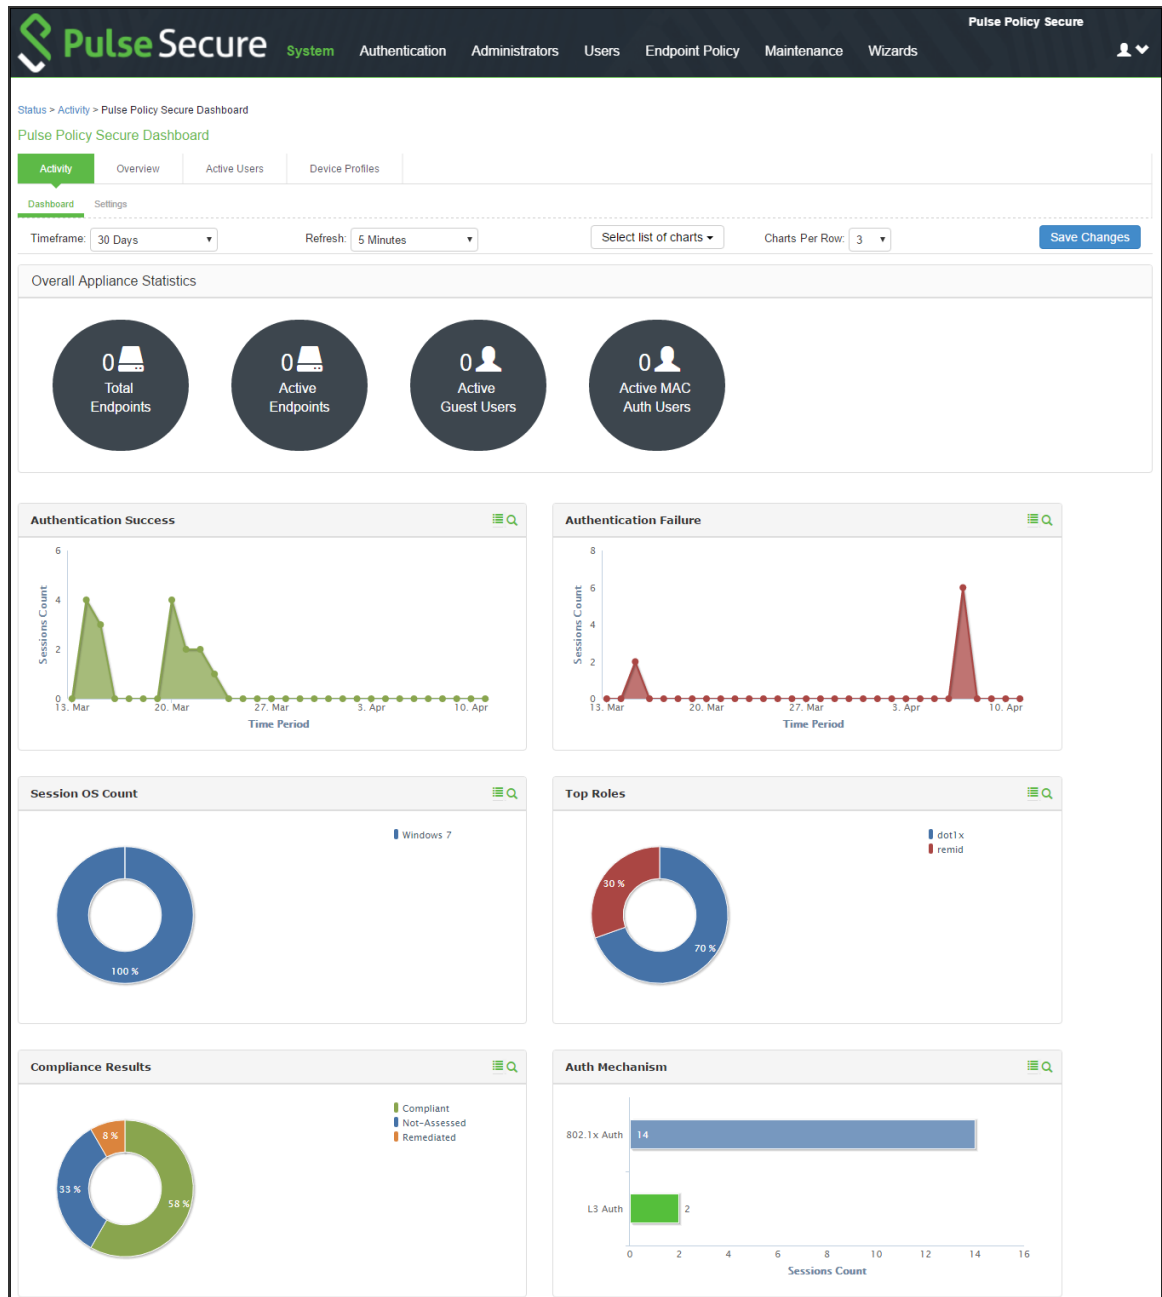 Pulse Policy Secure
Pulse Secure
System Authentication Administrators Users Endpoint Policy Maintenance Wizards
Status > Activity > Pulse Policy Secure Dashboard
Pulse Policy Secure Dashboard
Activity Overview Active Users Device Profiles
Dashboard Settings
Timeframe: 30 Days Refresh: 5 Minutes Select list of charts Charts Per Row: 3 Save Changes
Overall Appliance Statistics
0
Total
Endpoints
0
Active
Endpoints
0
Active
Guest Users
0
Active MAC
Auth Users
Authentication Success
6
4
2
0
Sessions Count
13. Mar 20. Mar 27. Mar 3. Apr 10. Apr
Time Period
Authentication Failure
8
6
4
2
0
Sessions Count
13. Mar 20. Mar 27. Mar 3. Apr 10. Apr
Time Period
Session OS Count
Windows 7
100 %
Top Roles
dot1x
remid
30 %
70 %
Compliance Results
Compliant
Not-Assessed
Remediated
8 %
33 %
58 %
Auth Mechanism
802.1x Auth 14
L3 Auth 2
0 2 4 6 8 10 12 14 16
Sessions Count